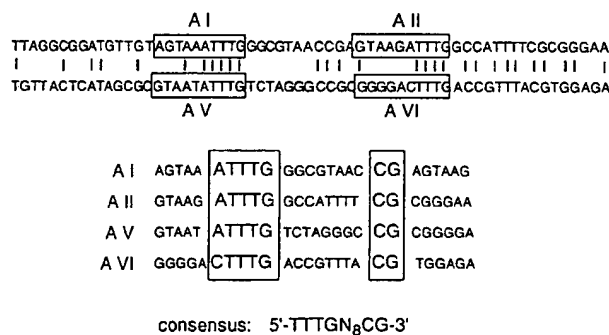 A I A II
TTAGGCGGATGTTGTAGTAAATTTGGGCGTAACCGAGTAAGATTTGGCCATTTTCGCGGGAA
TGTTACTCATAGCGCGTAATATTTGTCTAGGGCCGCGGGGACTTTGACCGTTTACGTGGAGA
A V A VI
A I AGTAA ATTTG GGCGTAAC CG AGTAAG
A II GTAAG ATTTG GCCATTTT CG CGGGAA
A V GTAAT ATTTG TCTAGGGC CG CGGGGA
A VI GGGGA CTTTG ACCGTTTA CG TGGAGA
consensus: 5'-TTTGN8CG-3'